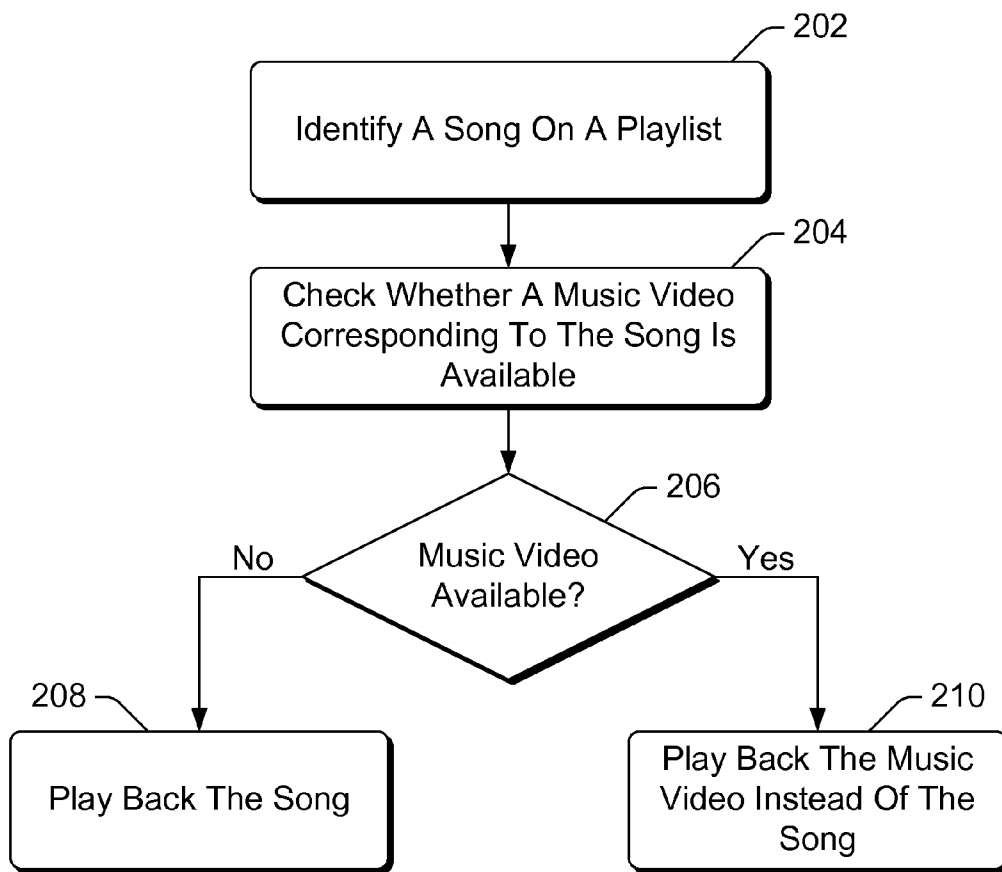 202
Identify A Song On A Playlist
204
Check Whether A Music Video
Corresponding To The Song Is
Available
206
No
Music Video
Available?
Yes
208
Play Back The Song
210
Play Back The Music
Video Instead Of The
Song